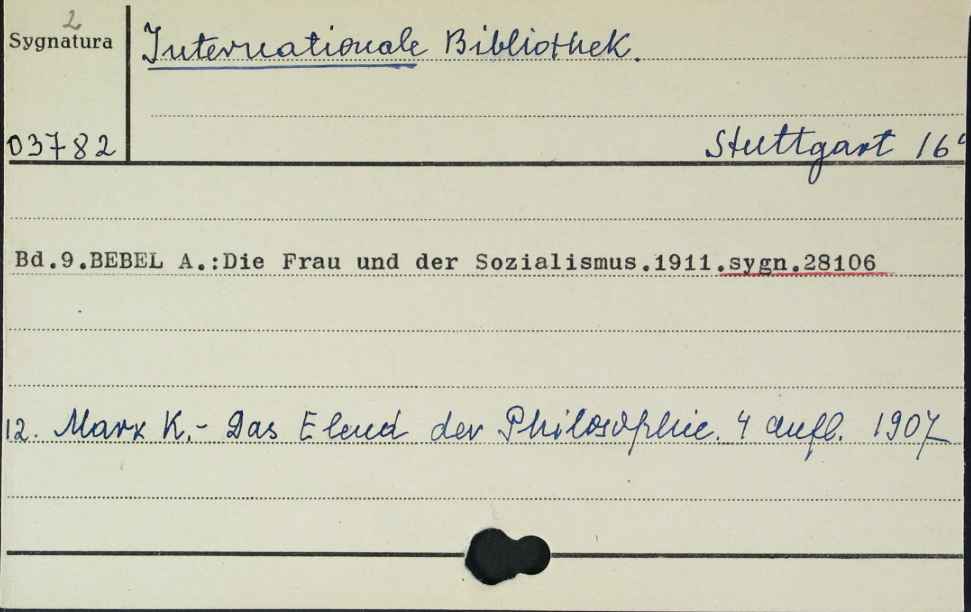 2
Sygnatura
Internationale Bibliothek.
03782
Stuttgart 16°
Bd.9.BEBEL A.:Die Frau und der Sozialismus.1911.sygn.28106
12. Marx K.- Das Elend der Philosophie. 4 Aufl. 1907